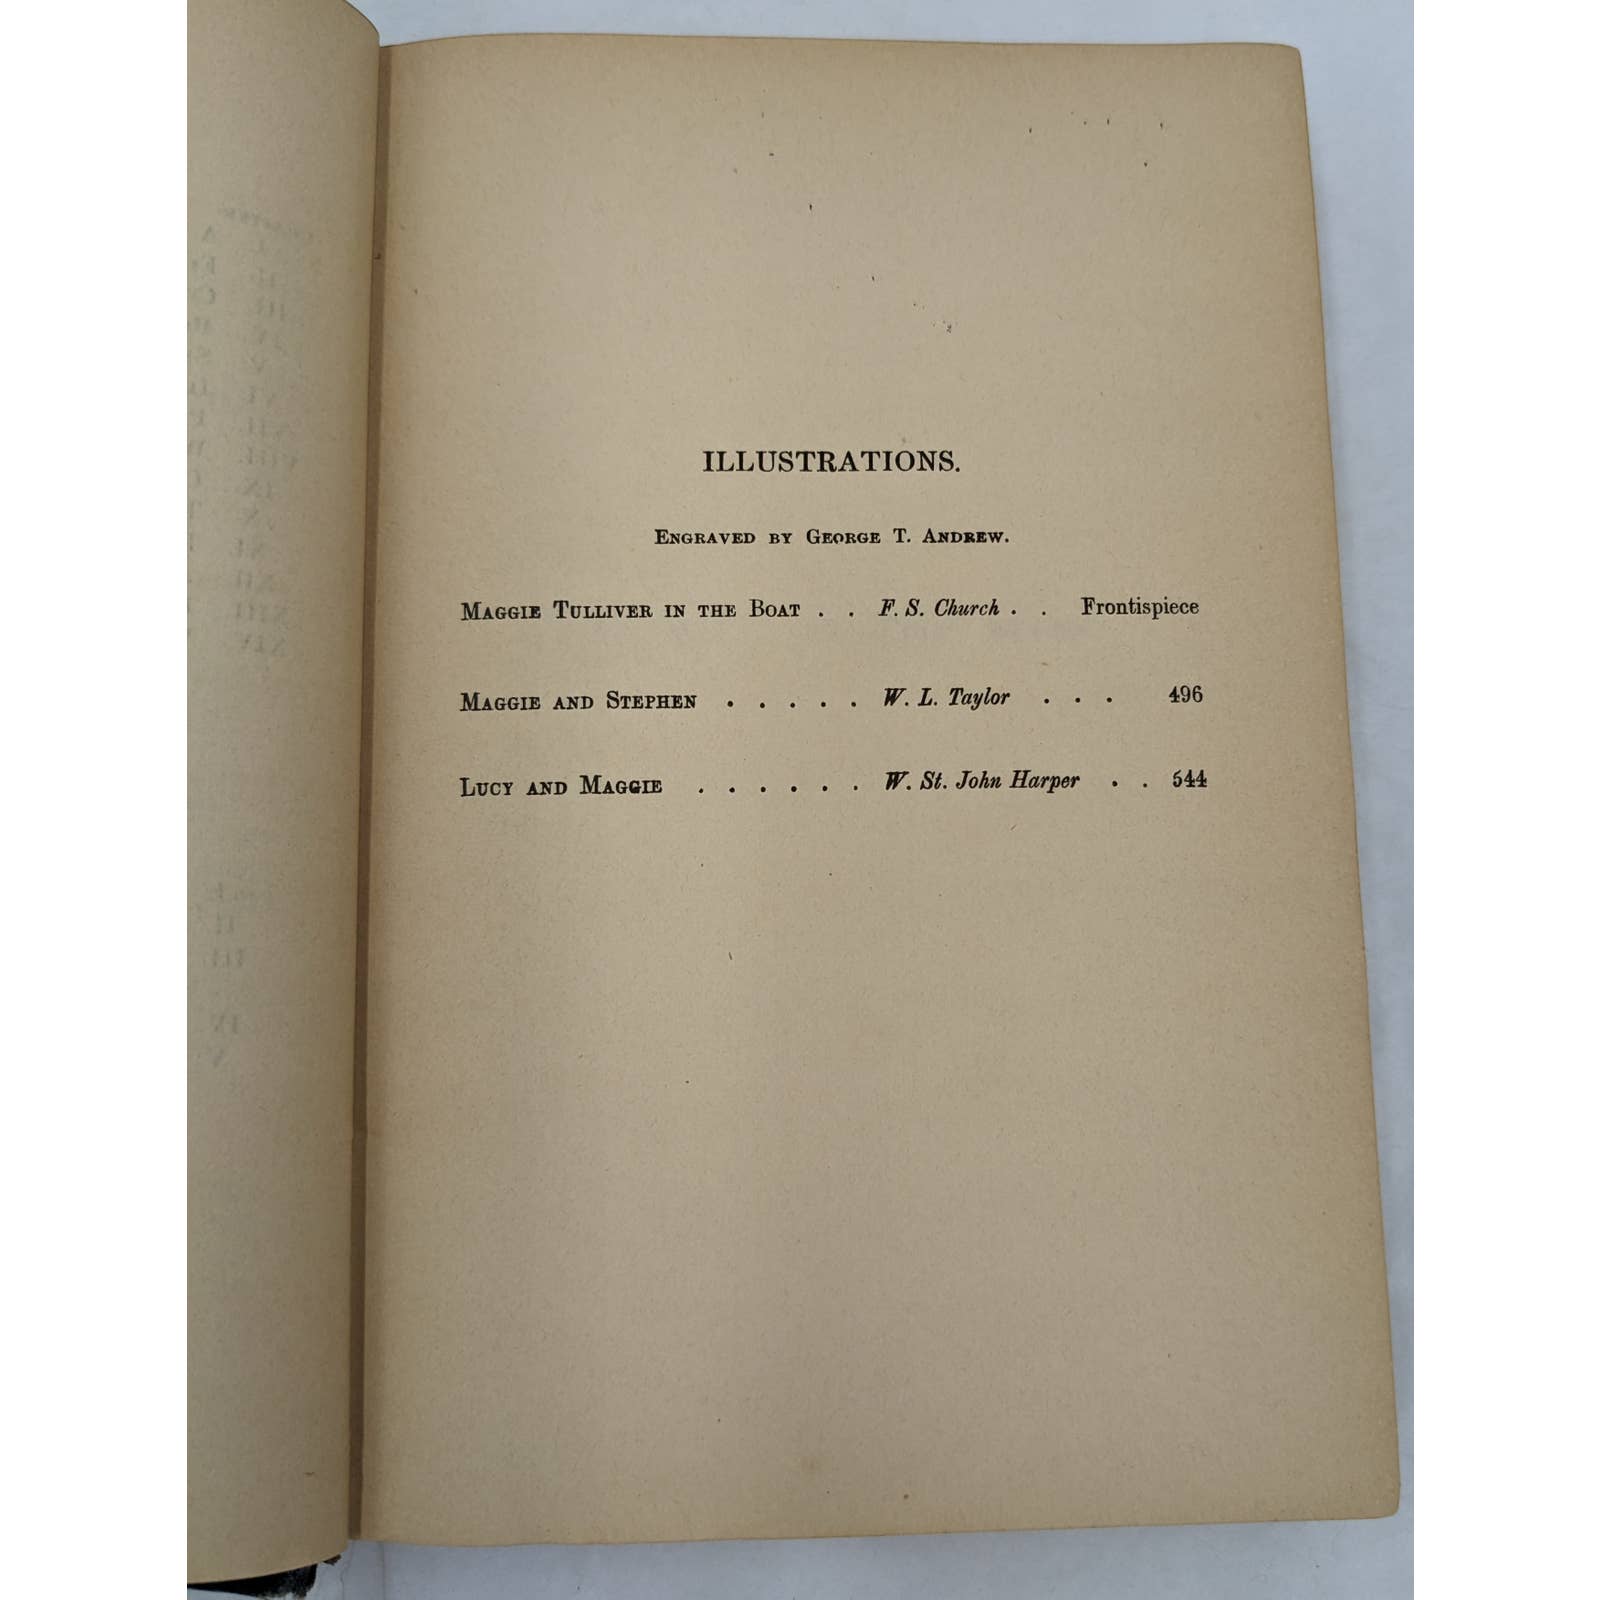 ILLUSTRATIONS.
ENGRAVED BY GEORGE T. ANDREW.
MAGGIE TULLIVER IN THE BOAT . . F. S. Church . . Frontispiece
MAGGIE AND STEPHEN . . . . . W. L. Taylor . . . 496
LUCY AND MAGGIE . . . . . . W. St. John Harper . . 544